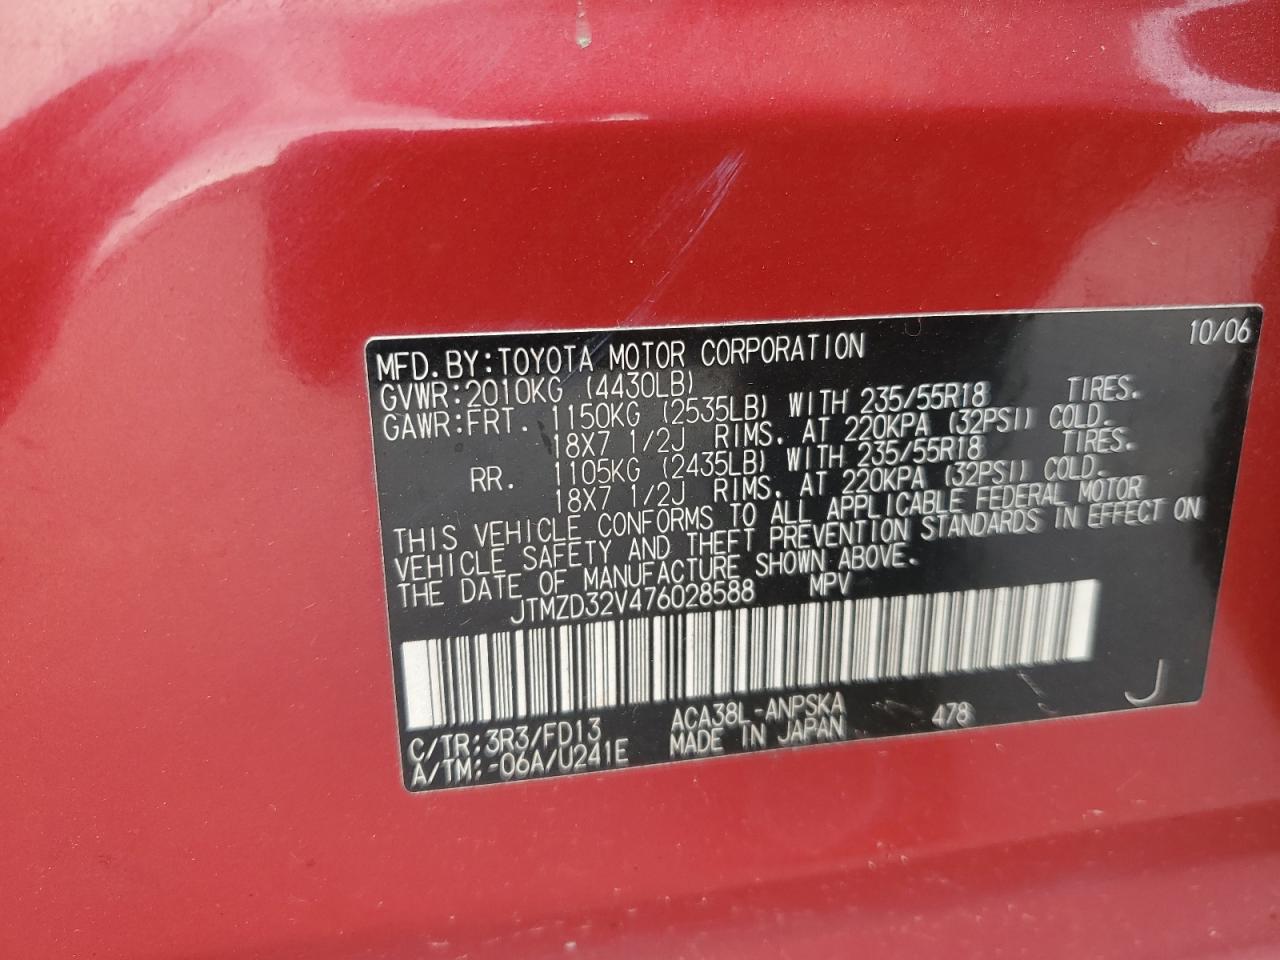 MFD. BY: TOYOTA MOTOR CORPORATION 10/06
GVWR: 2010KG (4430LB)
GAWR: FRT. 1150KG (2535LB) WITH 235/55R18 TIRES.
18X7 1/2J RIMS. AT 220KPA (32PSI) COLD.
RR. 1105KG (2435LB) WITH 235/55R18 TIRES.
18X7 1/2J RIMS. AT 220KPA (32PSI) COLD.
THIS VEHICLE CONFORMS TO ALL APPLICABLE FEDERAL MOTOR
VEHICLE SAFETY AND THEFT PREVENTION STANDARDS IN EFFECT ON
THE DATE OF MANUFACTURE SHOWN ABOVE.
JTMZD32V476028588 MPV
C/TR: 3R3/FD13 ACA38L-ANPSKA 478 J
A/TM: -06A/U241E MADE IN JAPAN